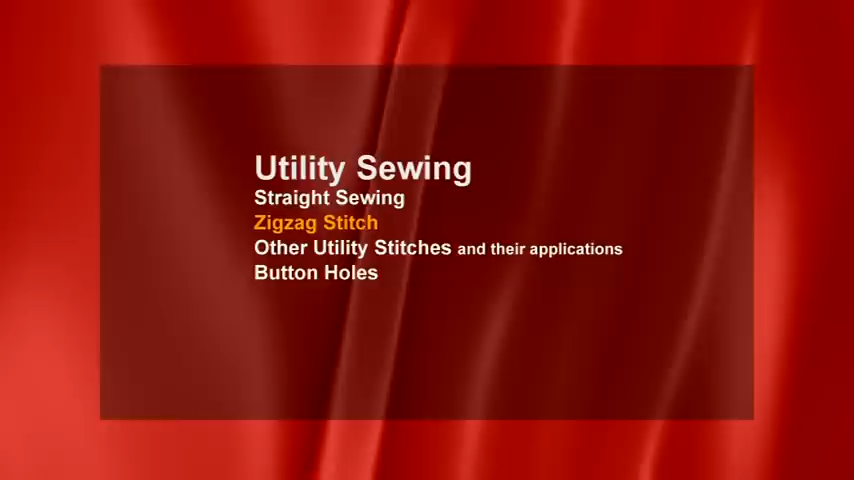 Utility Sewing
Straight Sewing
Zigzag Stitch
Other Utility Stitches and their applications
Button Holes